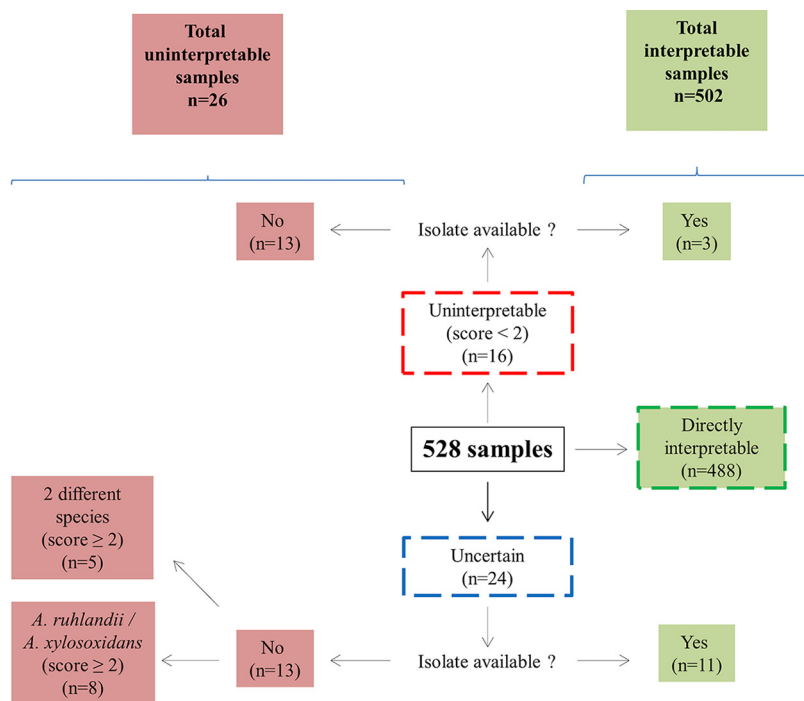 Total
uninterpretable
samples
n=26
Total
interpretable
samples
n=502
No
(n=13)
Isolate available ?
Yes
(n=3)
Uninterpretable
(score < 2)
(n=16)
528 samples
Directly
interpretable
(n=488)
2 different
species
(score ≥ 2)
(n=5)
Uncertain
(n=24)
A. ruhlandii /
A. xylosoxidans
(score ≥ 2)
(n=8)
No
(n=13)
Isolate available ?
Yes
(n=11)